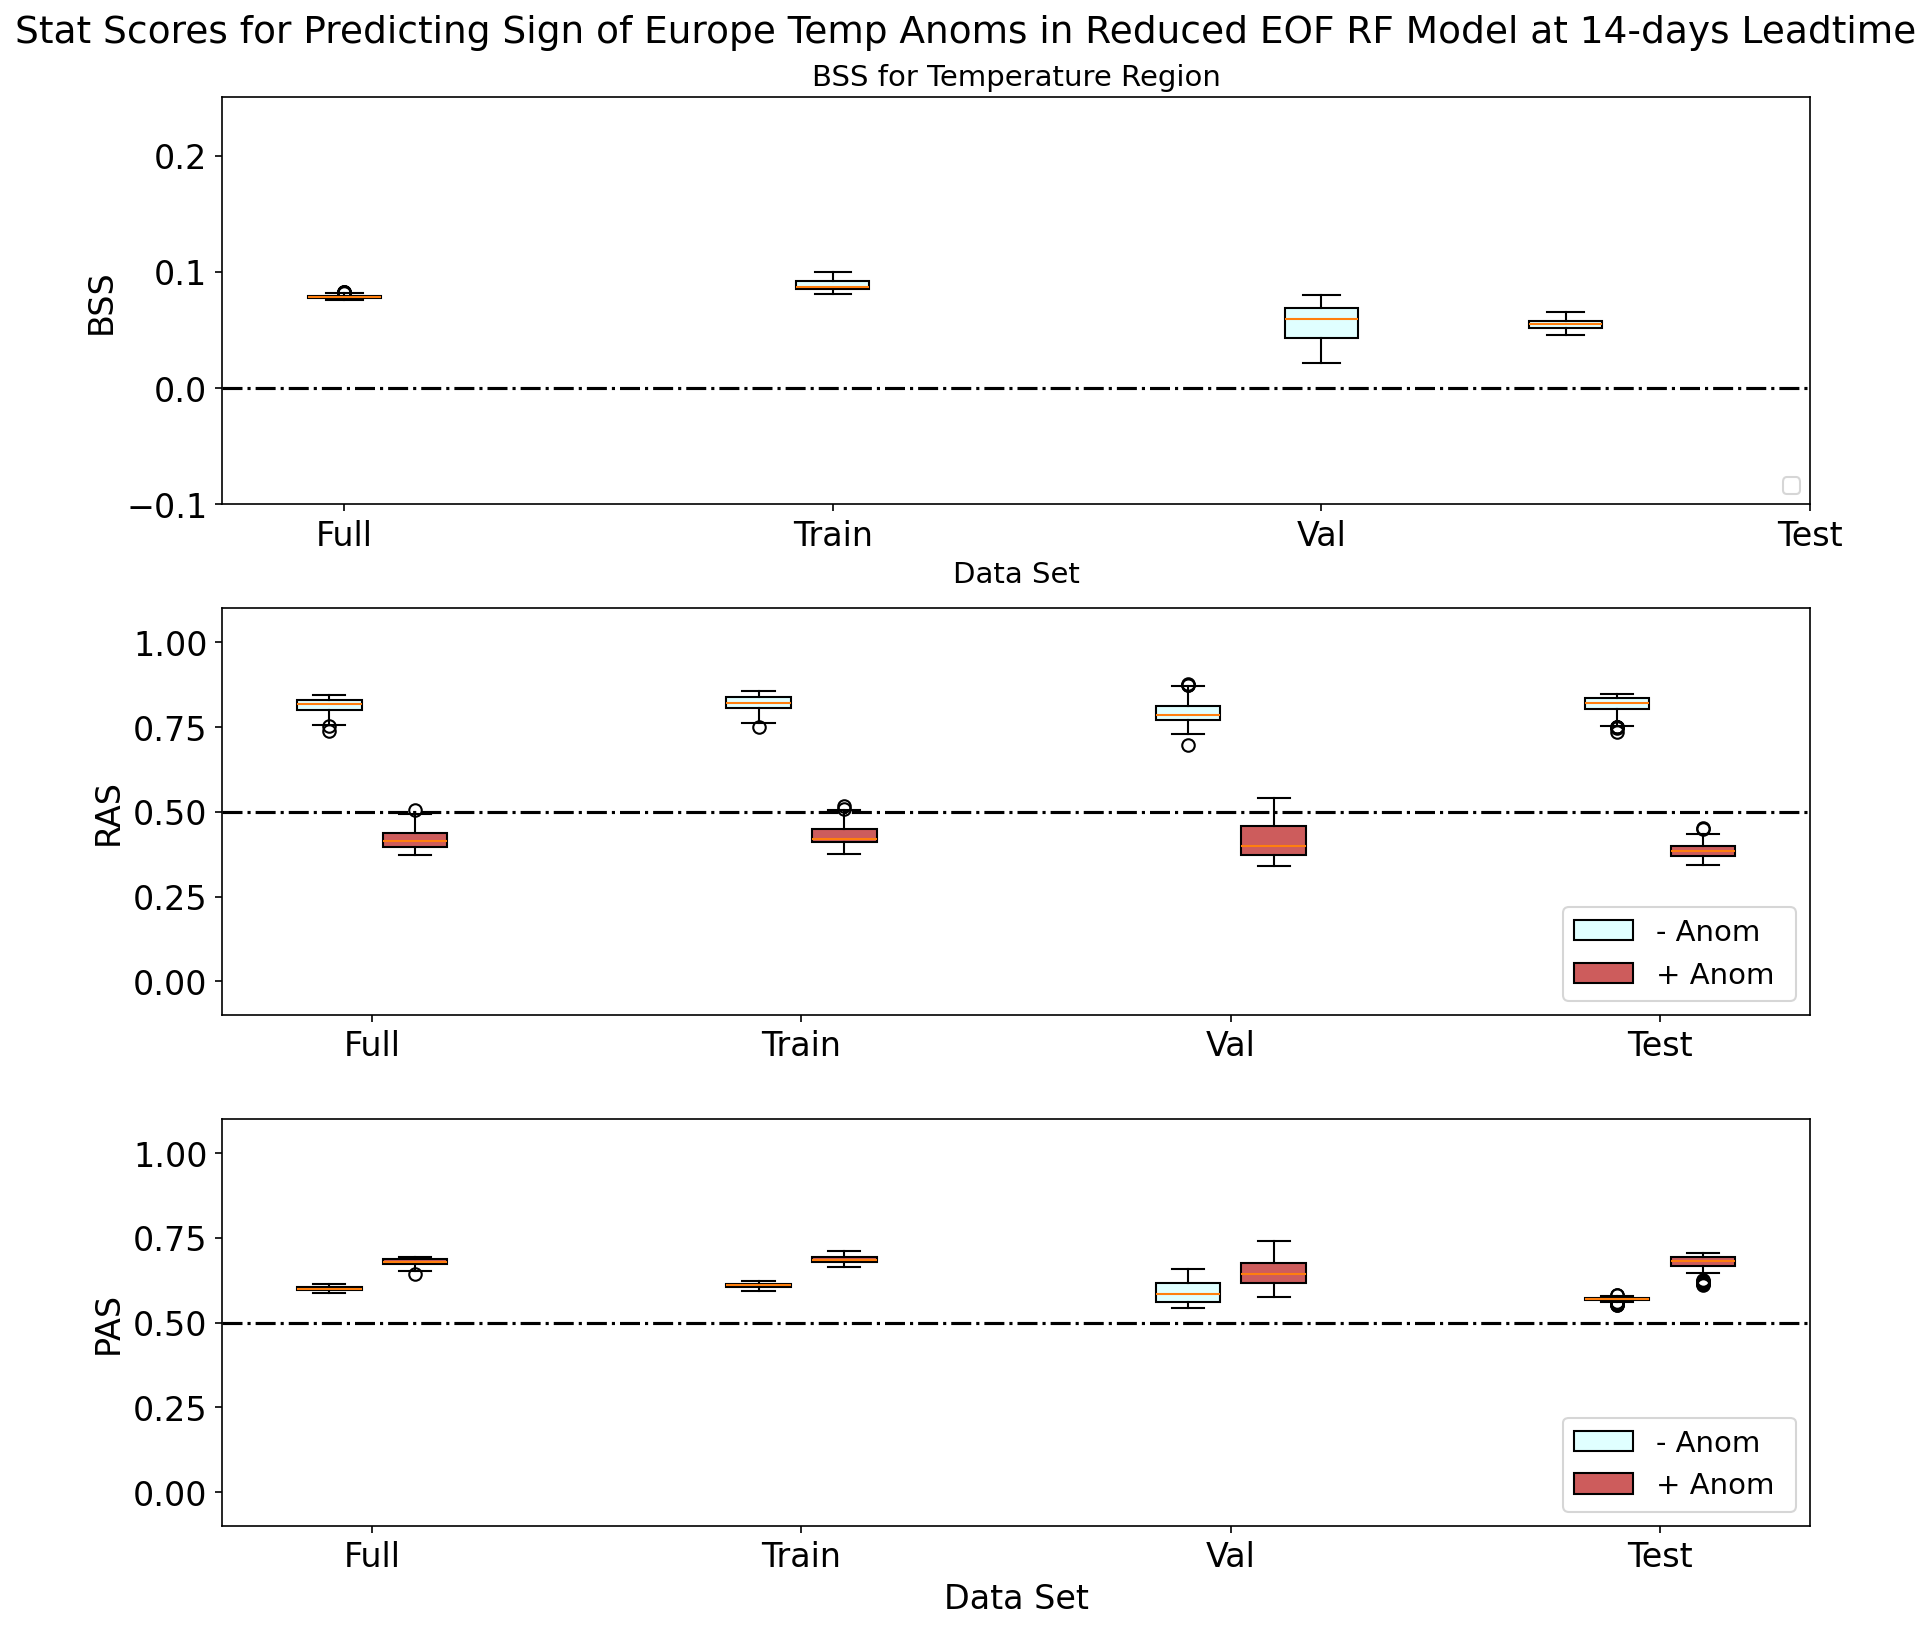 Stat Scores for Predicting Sign of Europe Temp Anoms in Reduced EOF RF Model at 14-days Leadtime
BSS for Temperature Region
0.2
0.1
0.0
−0.1
BSS
Full Train Val Test
Data Set
1.00
0.75
0.50
0.25
0.00
RAS
- Anom
+ Anom
Full Train Val Test
1.00
0.75
0.50
0.25
0.00
PAS
- Anom
+ Anom
Full Train Val Test
Data Set